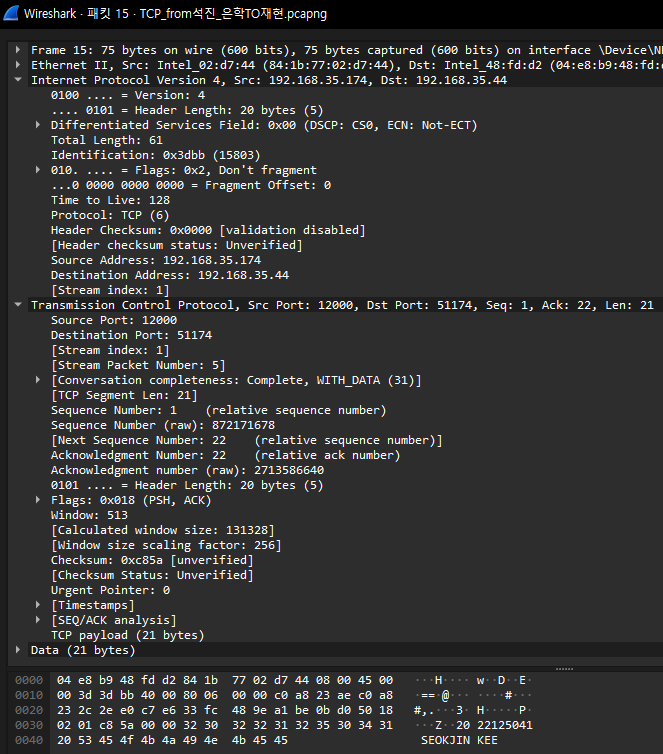 Wireshark · 패킷 15 · TCP_from석진_은학TO재현.pcapng
Frame 15: 75 bytes on wire (600 bits), 75 bytes captured (600 bits) on interface \Device\N
Ethernet II, Src: Intel_02:d7:44 (84:1b:77:02:d7:44), Dst: Intel_48:fd:d2 (04:e8:b9:48:fd:
Internet Protocol Version 4, Src: 192.168.35.174, Dst: 192.168.35.44
0100 .... = Version: 4
.... 0101 = Header Length: 20 bytes (5)
Differentiated Services Field: 0x00 (DSCP: CS0, ECN: Not-ECT)
Total Length: 61
Identification: 0x3dbb (15803)
010. .... = Flags: 0x2, Don't fragment
...0 0000 0000 0000 = Fragment Offset: 0
Time to Live: 128
Protocol: TCP (6)
Header Checksum: 0x0000 [validation disabled]
[Header checksum status: Unverified]
Source Address: 192.168.35.174
Destination Address: 192.168.35.44
[Stream index: 1]
Transmission Control Protocol, Src Port: 12000, Dst Port: 51174, Seq: 1, Ack: 22, Len: 21
Source Port: 12000
Destination Port: 51174
[Stream index: 1]
[Stream Packet Number: 5]
[Conversation completeness: Complete, WITH_DATA (31)]
[TCP Segment Len: 21]
Sequence Number: 1    (relative sequence number)
Sequence Number (raw): 872171678
[Next Sequence Number: 22    (relative sequence number)]
Acknowledgment Number: 22    (relative ack number)
Acknowledgment number (raw): 2713586640
0101 .... = Header Length: 20 bytes (5)
Flags: 0x018 (PSH, ACK)
Window: 513
[Calculated window size: 131328]
[Window size scaling factor: 256]
Checksum: 0xc85a [unverified]
[Checksum Status: Unverified]
Urgent Pointer: 0
[Timestamps]
[SEQ/ACK analysis]
TCP payload (21 bytes)
Data (21 bytes)
0000 04 e8 b9 48 fd d2 84 1b 77 02 d7 44 08 00 45 00 ···H···· w··D··E·
0010 00 3d 3d bb 40 00 80 06 00 00 c0 a8 23 ae c0 a8 ·==·@··· ····#···
0020 23 2c 2e e0 c7 e6 33 fc 48 9e a1 be 0b d0 50 18 #,.···3· H·····P·
0030 02 01 c8 5a 00 00 32 30 32 32 31 32 35 30 34 31 ···Z··20 22125041
0040 20 53 45 4f 4b 4a 49 4e 4b 45 45 SEOKJIN KEE